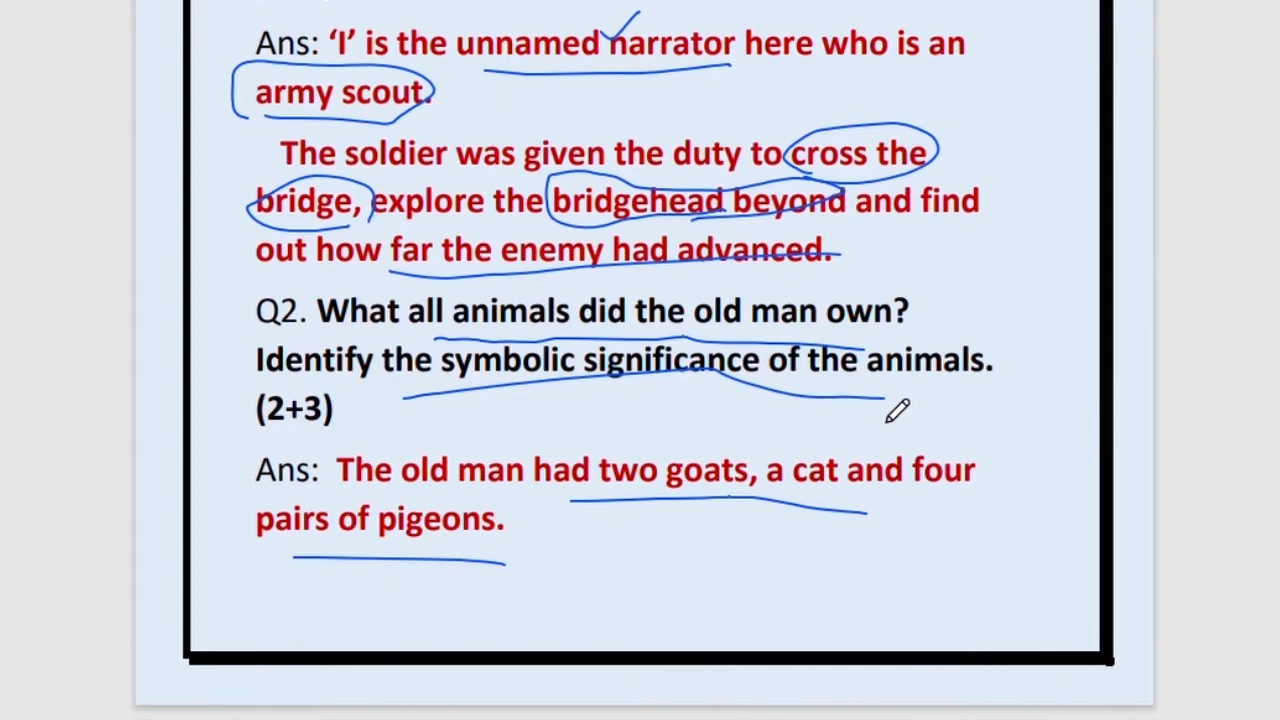 Ans: ‘I’ is the unnamed narrator here who is an
army scout.
The soldier was given the duty to cross the
bridge, explore the bridgehead beyond and find
out how far the enemy had advanced.
Q2. What all animals did the old man own?
Identify the symbolic significance of the animals.
(2+3)
Ans: The old man had two goats, a cat and four
pairs of pigeons.